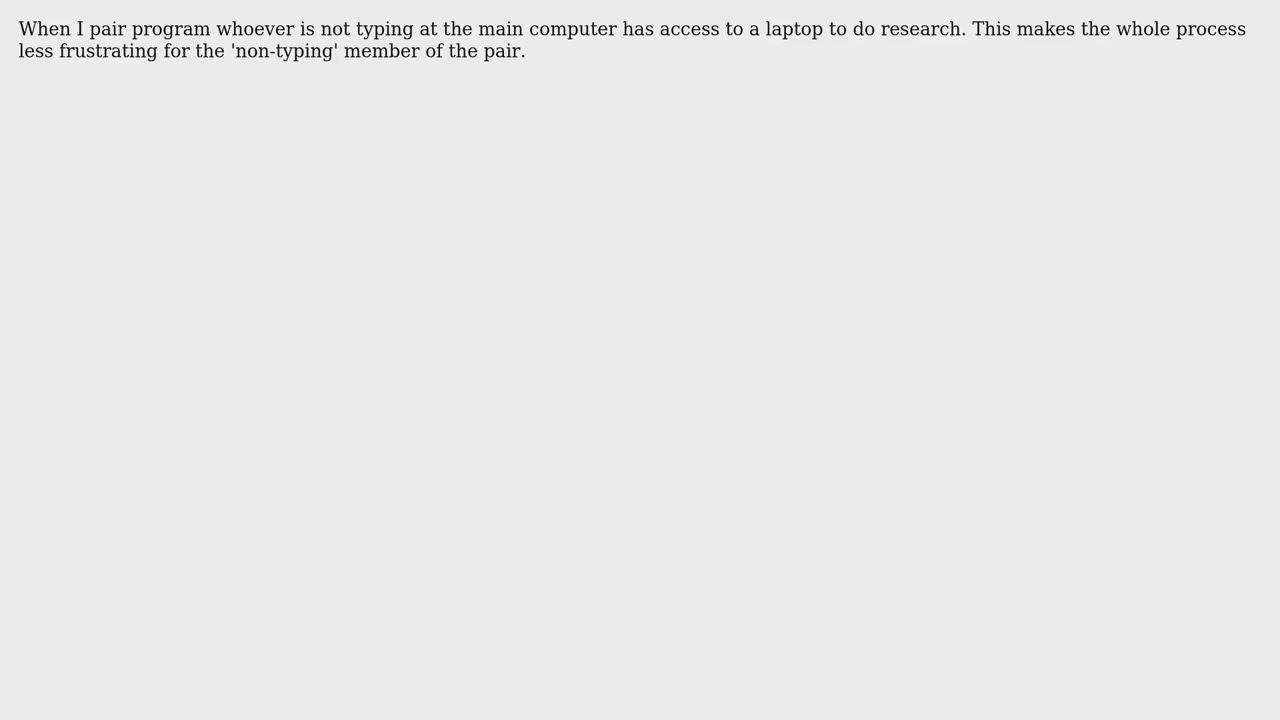 When I pair program whoever is not typing at the main computer has access to a laptop to do research. This makes the whole process
less frustrating for the 'non-typing' member of the pair.